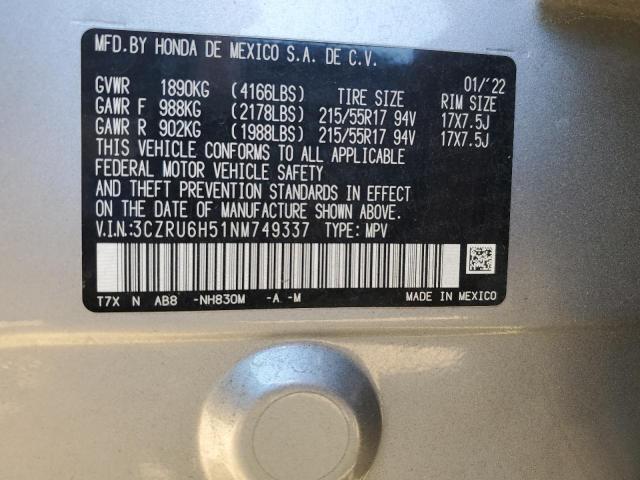 MFD.BY HONDA DE MEXICO S.A. DE C.V.
01/'22
GVWR 1890KG (4166LBS) TIRE SIZE RIM SIZE
GAWR F 988KG (2178LBS) 215/55R17 94V 17X7.5J
GAWR R 902KG (1988LBS) 215/55R17 94V 17X7.5J
THIS VEHICLE CONFORMS TO ALL APPLICABLE
FEDERAL MOTOR VEHICLE SAFETY
AND THEFT PREVENTION STANDARDS IN EFFECT
ON THE DATE OF MANUFACTURE SHOWN ABOVE.
V.I.N:3CZRU6H51NM749337 TYPE: MPV
T7X N AB8 -NH830M -A -M
MADE IN MEXICO